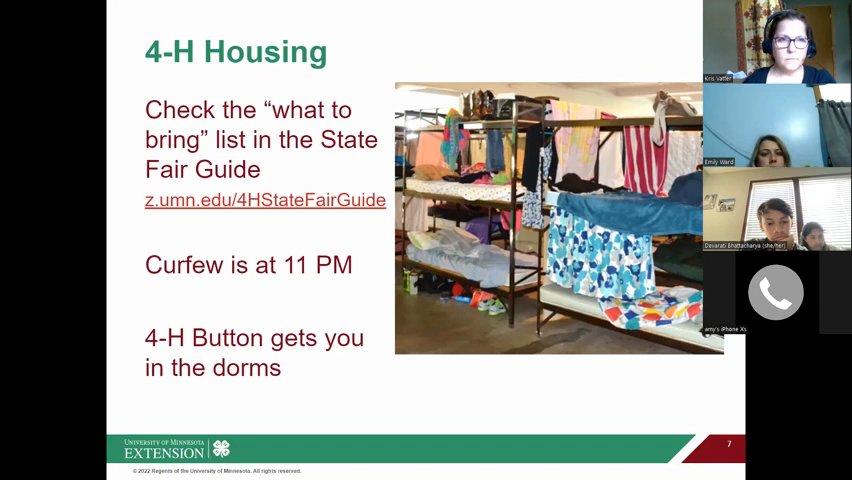 4-H Housing
Check the “what to
bring” list in the State
Fair Guide
z.umn.edu/4HStateFairGuide
Curfew is at 11 PM
4-H Button gets you
in the dorms
UNIVERSITY OF MINNESOTA
EXTENSION
7
© 2022 Regents of the University of Minnesota. All rights reserved.
Kris Vatter
Emily Ward
Devarati Bhattacharya (she/her)
amy's iPhone Xs